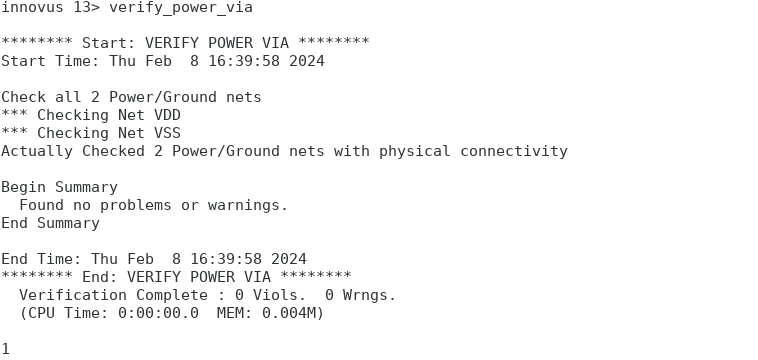 innovus 13> verify_power_via

******** Start: VERIFY POWER VIA ********
Start Time: Thu Feb  8 16:39:58 2024

Check all 2 Power/Ground nets
*** Checking Net VDD
*** Checking Net VSS
Actually Checked 2 Power/Ground nets with physical connectivity

Begin Summary
  Found no problems or warnings.
End Summary

End Time: Thu Feb  8 16:39:58 2024
******** End: VERIFY POWER VIA ********
  Verification Complete : 0 Viols.  0 Wrngs.
  (CPU Time: 0:00:00.0  MEM: 0.004M)

1